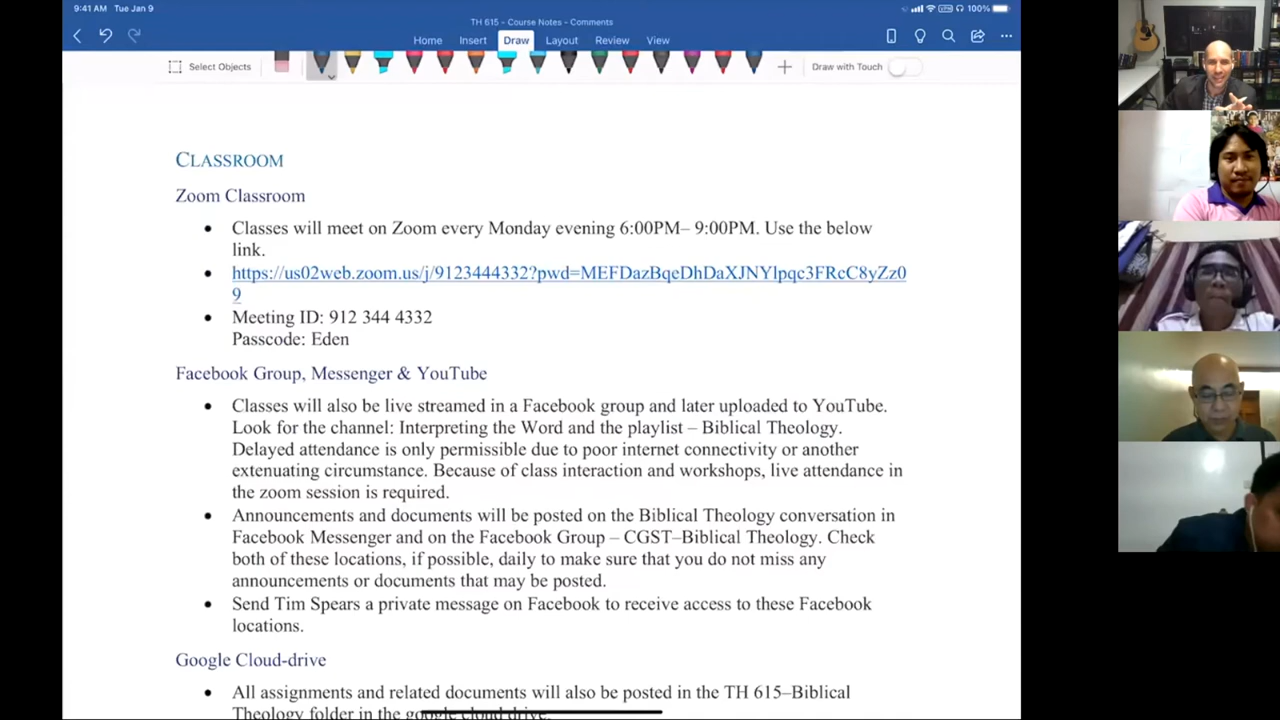 9:41 AM Tue Jan 9
100%
TH 615 – Course Notes – Comments
Home Insert Draw Layout Review View
Select Objects
Draw with Touch
CLASSROOM
Zoom Classroom
• Classes will meet on Zoom every Monday evening 6:00PM– 9:00PM. Use the below
link.
• https://us02web.zoom.us/j/9123444332?pwd=MEFDazBqeDhDaXJNYlpqc3FRcC8yZz0
9
• Meeting ID: 912 344 4332
Passcode: Eden
Facebook Group, Messenger & YouTube
• Classes will also be live streamed in a Facebook group and later uploaded to YouTube.
Look for the channel: Interpreting the Word and the playlist – Biblical Theology.
Delayed attendance is only permissible due to poor internet connectivity or another
extenuating circumstance. Because of class interaction and workshops, live attendance in
the zoom session is required.
• Announcements and documents will be posted on the Biblical Theology conversation in
Facebook Messenger and on the Facebook Group – CGST–Biblical Theology. Check
both of these locations, if possible, daily to make sure that you do not miss any
announcements or documents that may be posted.
• Send Tim Spears a private message on Facebook to receive access to these Facebook
locations.
Google Cloud-drive
• All assignments and related documents will also be posted in the TH 615–Biblical
Theology folder in the google cloud drive.